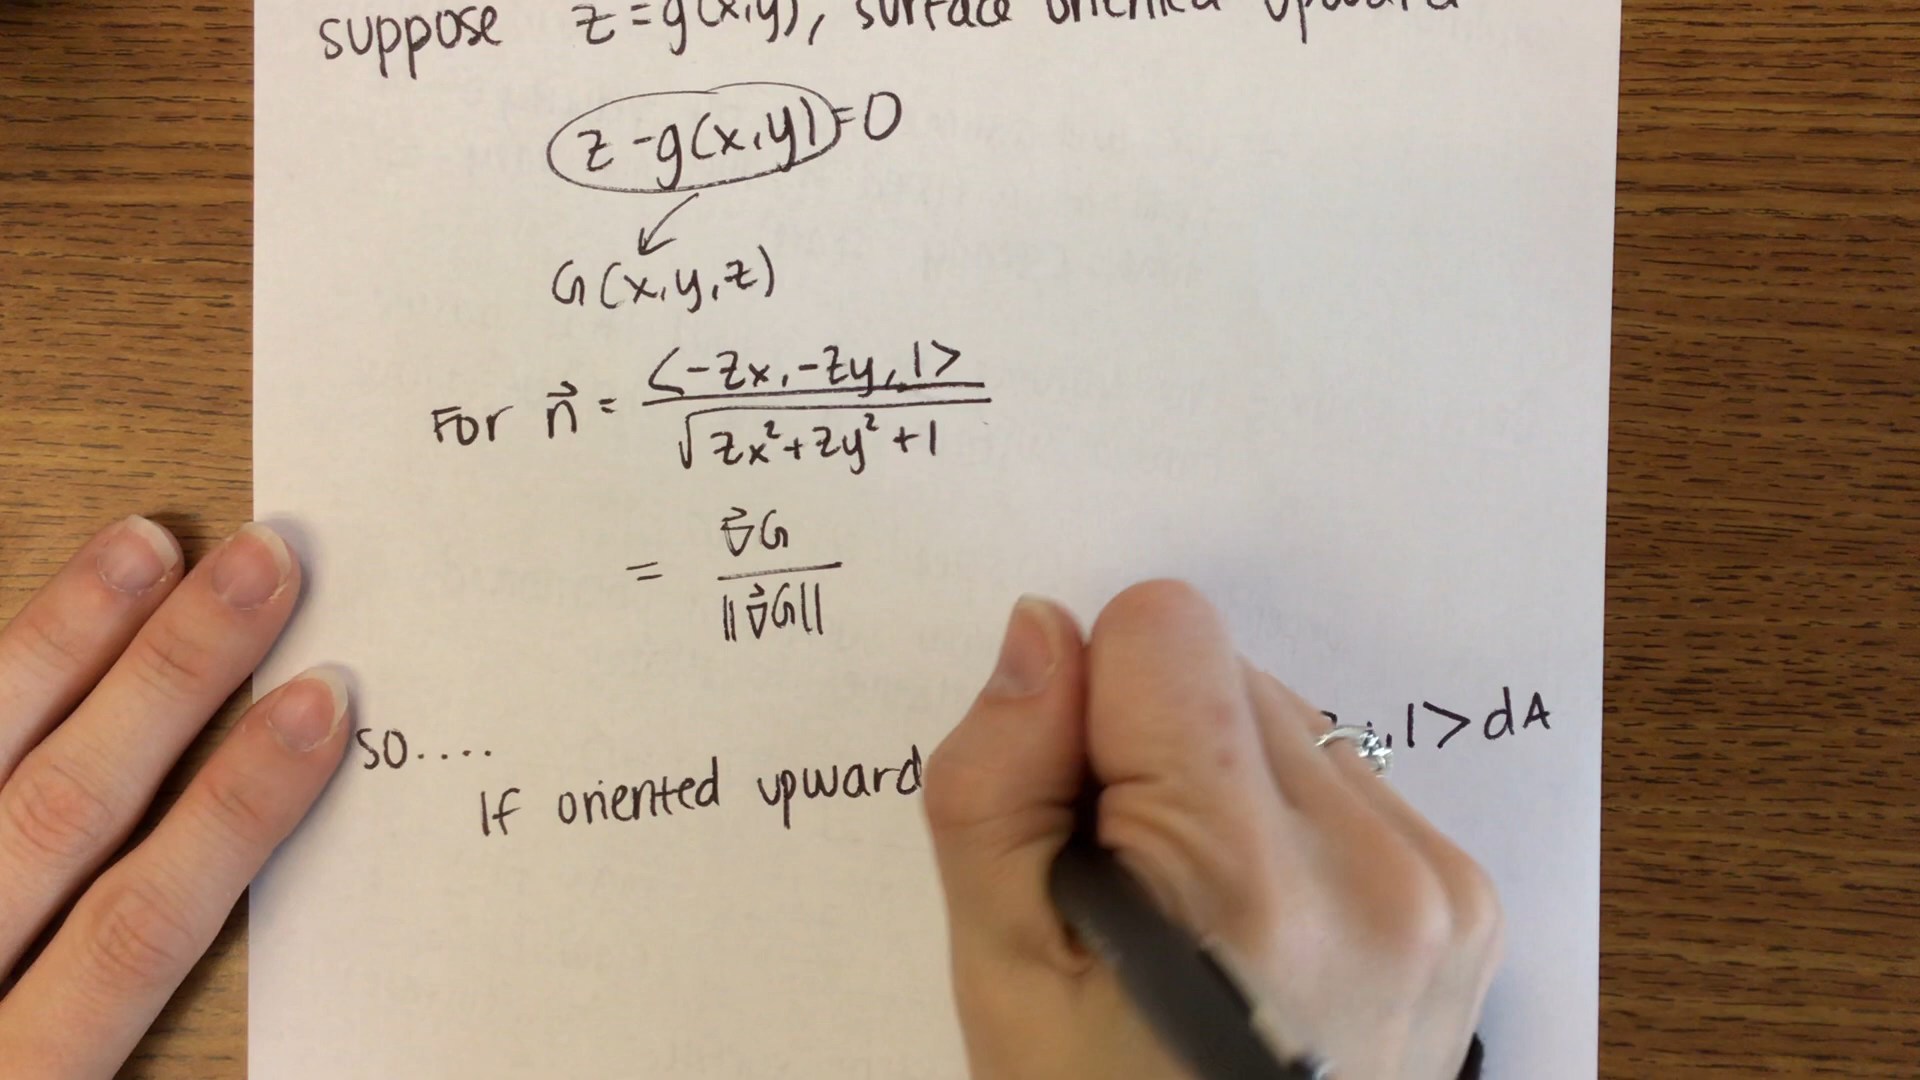 suppose z = g(x,y), surface oriented upward
z - g(x,y) = 0
G(x,y,z)
For n⃗ = <-zx, -zy, 1> / √(zx² + zy² + 1)
= ∇⃗G / ||∇⃗G||
, 1> dA
so....
If oriented upward